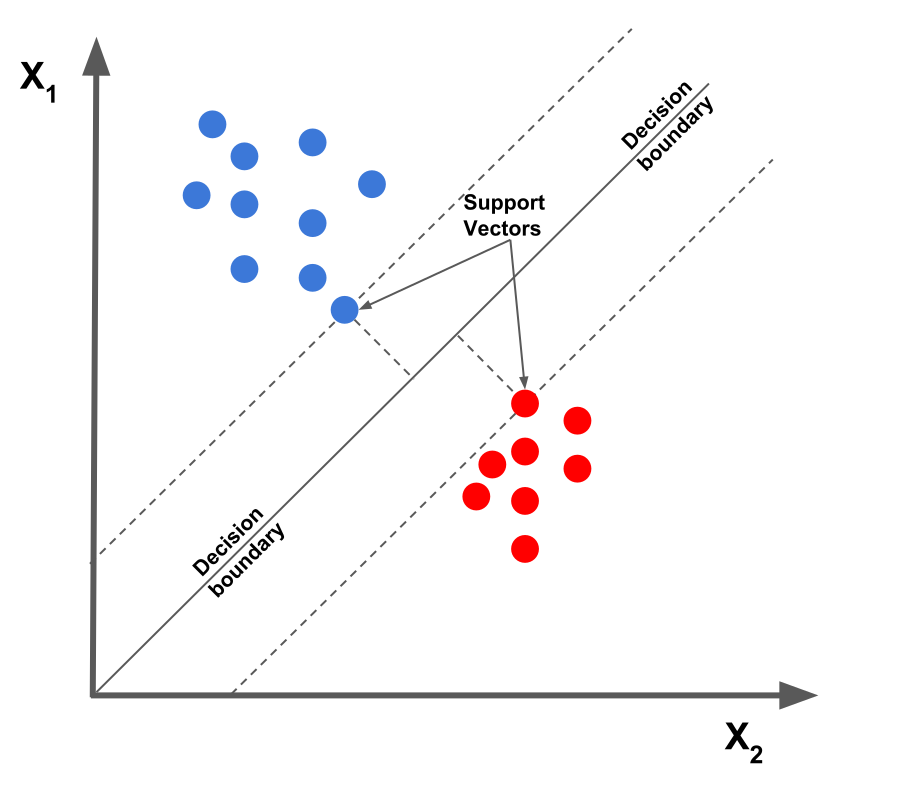 X₁
Decision
boundary
Support
Vectors
Decision
boundary
X₂